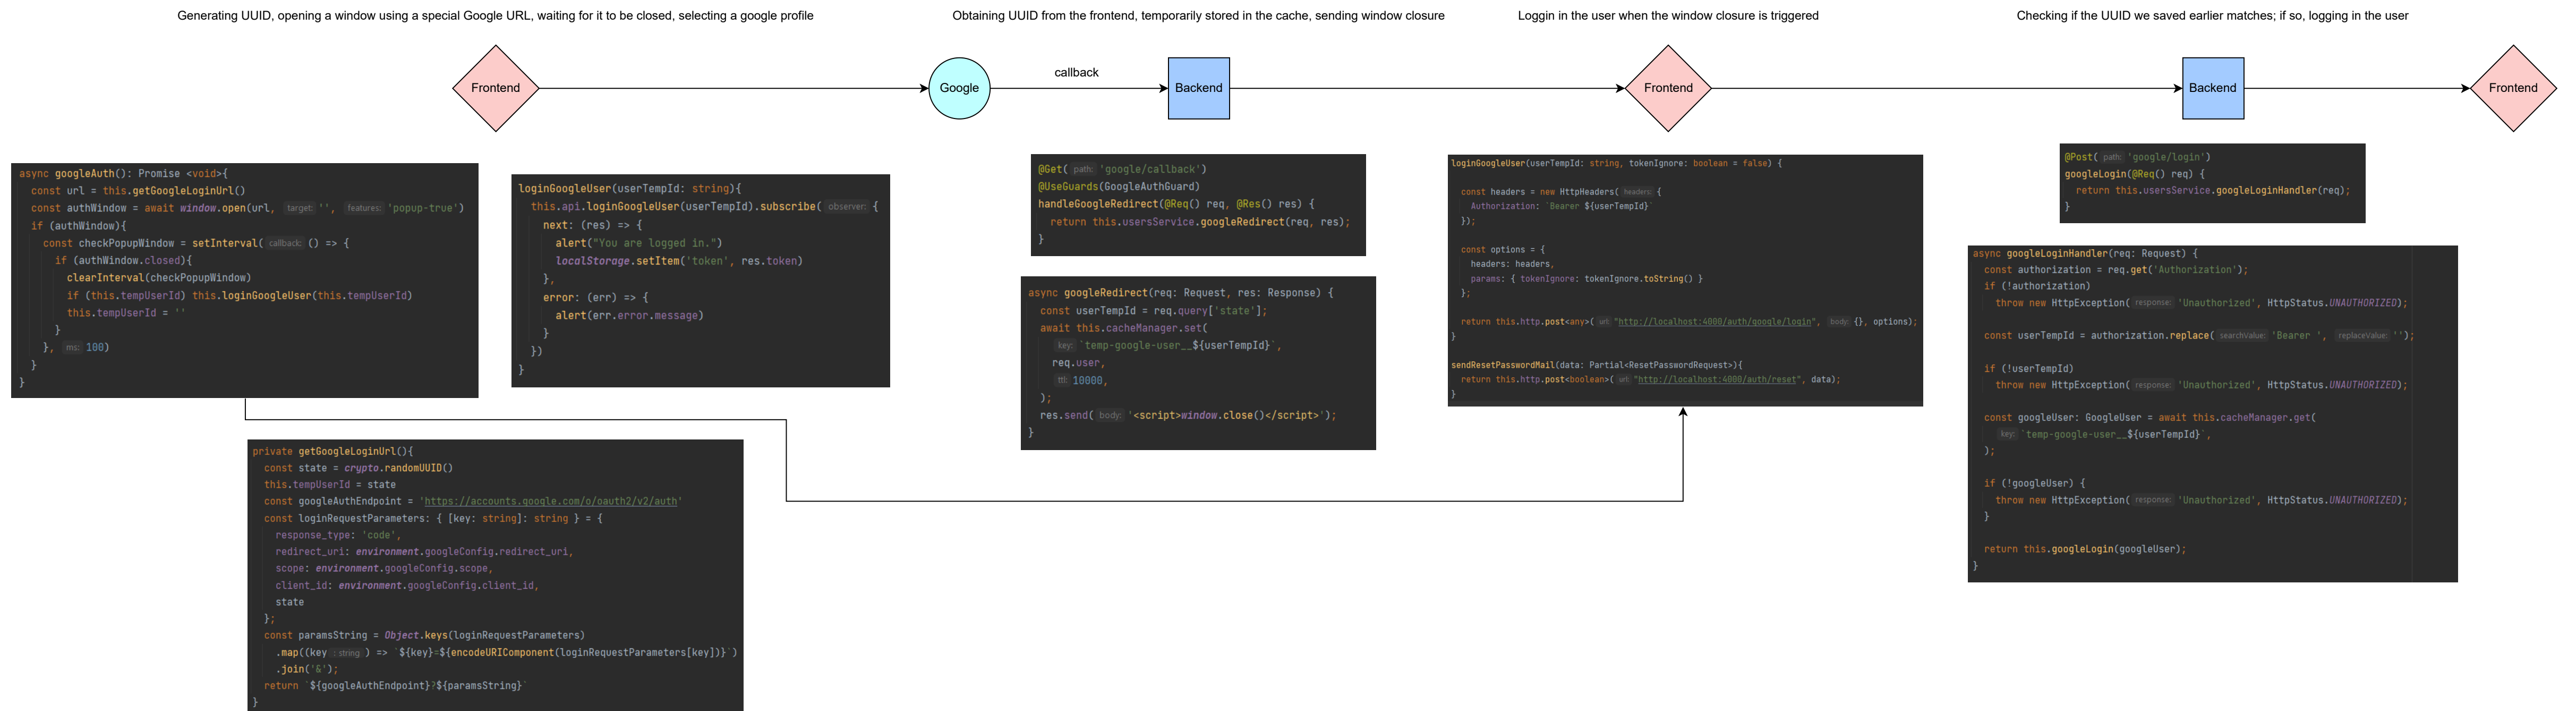 Generating UUID, opening a window using a special Google URL, waiting for it to be closed, selecting a google profile
Obtaining UUID from the frontend, temporarily stored in the cache, sending window closure
Loggin in the user when the window closure is triggered
Checking if the UUID we saved earlier matches; if so, logging in the user
Frontend
Google
callback
Backend
Frontend
Backend
Frontend
async googleAuth(): Promise <void>{
const url = this.getGoogleLoginUrl()
const authWindow = await window.open(url, target: '', features: 'popup-true')
if (authWindow){
const checkPopupWindow = setInterval( callback: () => {
if (authWindow.closed){
clearInterval(checkPopupWindow)
if (this.tempUserId) this.loginGoogleUser(this.tempUserId)
this.tempUserId = ''
}
}, ms: 100)
}
}
loginGoogleUser(userTempId: string){
this.api.loginGoogleUser(userTempId).subscribe( observer: {
next: (res) => {
alert("You are logged in.")
localStorage.setItem('token', res.token)
},
error: (err) => {
alert(err.error.message)
}
})
}
private getGoogleLoginUrl(){
const state = crypto.randomUUID()
this.tempUserId = state
const googleAuthEndpoint = 'https://accounts.google.com/o/oauth2/v2/auth'
const loginRequestParameters: { [key: string]: string } = {
response_type: 'code',
redirect_uri: environment.googleConfig.redirect_uri,
scope: environment.googleConfig.scope,
client_id: environment.googleConfig.client_id,
state
};
const paramsString = Object.keys(loginRequestParameters)
.map((key : string ) => `${key}=${encodeURIComponent(loginRequestParameters[key])}`)
.join('&');
return `${googleAuthEndpoint}?${paramsString}`
}
@Get( path: 'google/callback')
@UseGuards(GoogleAuthGuard)
handleGoogleRedirect(@Req() req, @Res() res) {
return this.usersService.googleRedirect(req, res);
}
async googleRedirect(req: Request, res: Response) {
const userTempId = req.query['state'];
await this.cacheManager.set(
key: `temp-google-user__${userTempId}`,
req.user,
ttl: 10000,
);
res.send( body: '<script>window.close()</script>');
}
loginGoogleUser(userTempId: string, tokenIgnore: boolean = false) {
const headers = new HttpHeaders( headers: {
Authorization: `Bearer ${userTempId}`
});
const options = {
headers: headers,
params: { tokenIgnore: tokenIgnore.toString() }
};
return this.http.post<any>( url: "http://localhost:4000/auth/google/login", body: {}, options);
}
sendResetPasswordMail(data: Partial<ResetPasswordRequest>){
return this.http.post<boolean>( url: "http://localhost:4000/auth/reset", data);
}
@Post( path: 'google/login')
googleLogin(@Req() req) {
return this.usersService.googleLoginHandler(req);
}
async googleLoginHandler(req: Request) {
const authorization = req.get('Authorization');
if (!authorization)
throw new HttpException( response: 'Unauthorized', HttpStatus.UNAUTHORIZED);
const userTempId = authorization.replace( searchValue: 'Bearer ', replaceValue: '');
if (!userTempId)
throw new HttpException( response: 'Unauthorized', HttpStatus.UNAUTHORIZED);
const googleUser: GoogleUser = await this.cacheManager.get(
key: `temp-google-user__${userTempId}`,
);
if (!googleUser) {
throw new HttpException( response: 'Unauthorized', HttpStatus.UNAUTHORIZED);
}
return this.googleLogin(googleUser);
}